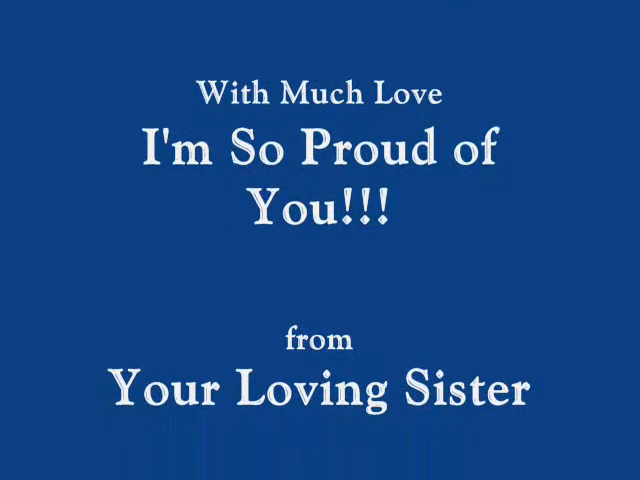 With Much Love
I'm So Proud of
You!!!
from
Your Loving Sister